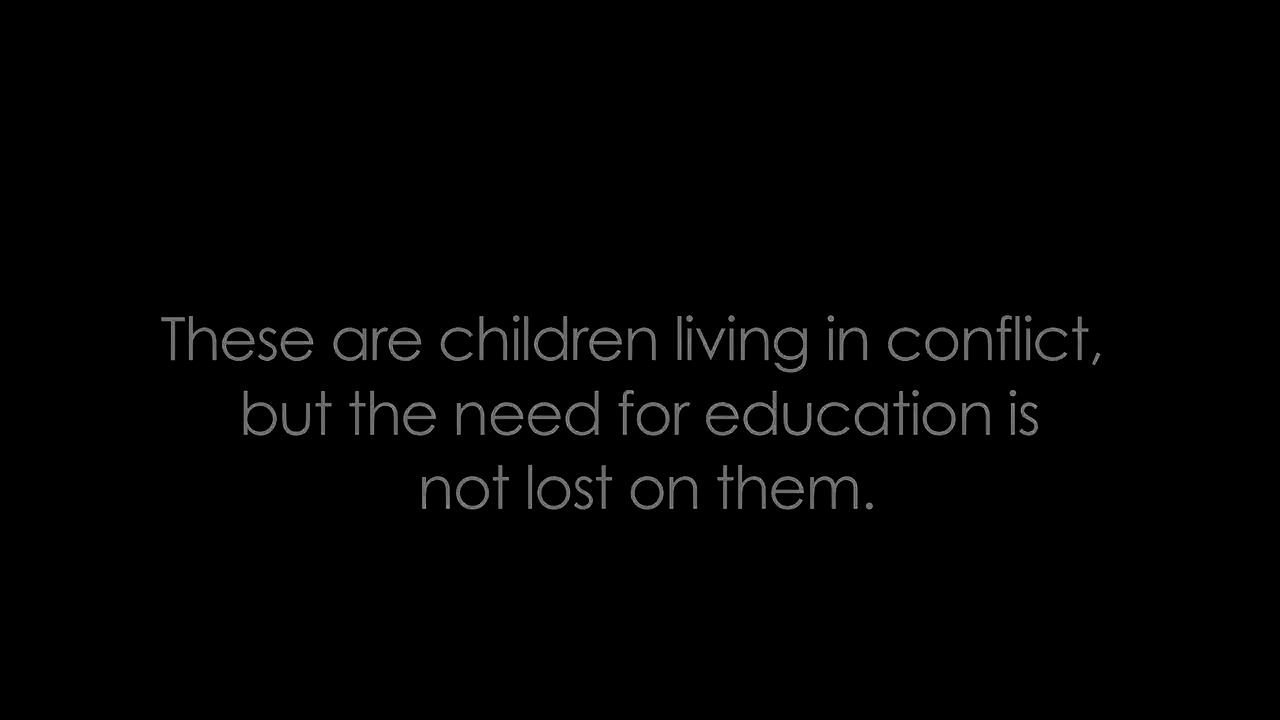 These are children living in conflict,
but the need for education is
not lost on them.